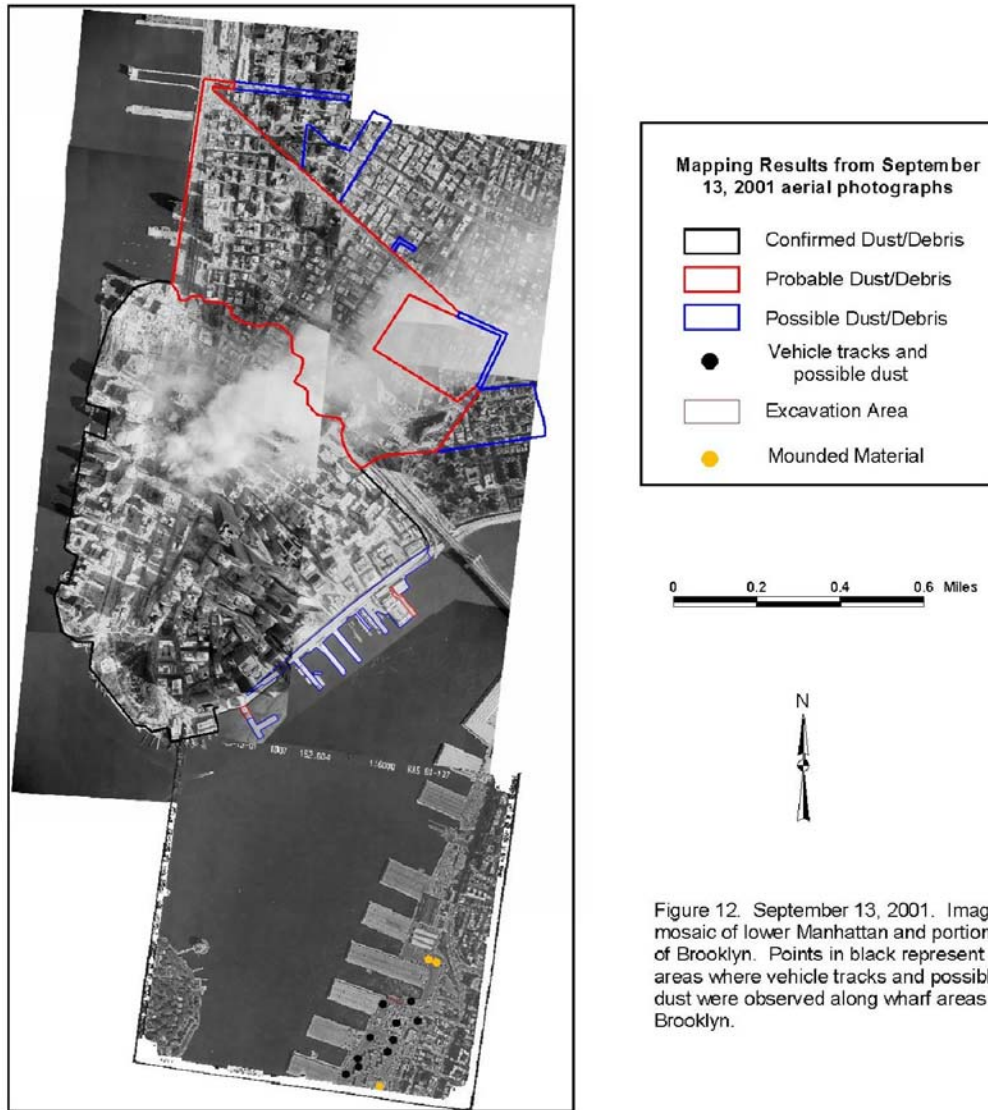 Mapping Results from September
13, 2001 aerial photographs
Confirmed Dust/Debris
Probable Dust/Debris
Possible Dust/Debris
Vehicle tracks and
possible dust
Excavation Area
Mounded Material
0 0.2 0.4 0.6 Miles
N
Figure 12. September 13, 2001. Imag
mosaic of lower Manhattan and portion
of Brooklyn. Points in black represent
areas where vehicle tracks and possibl
dust were observed along wharf areas
Brooklyn.